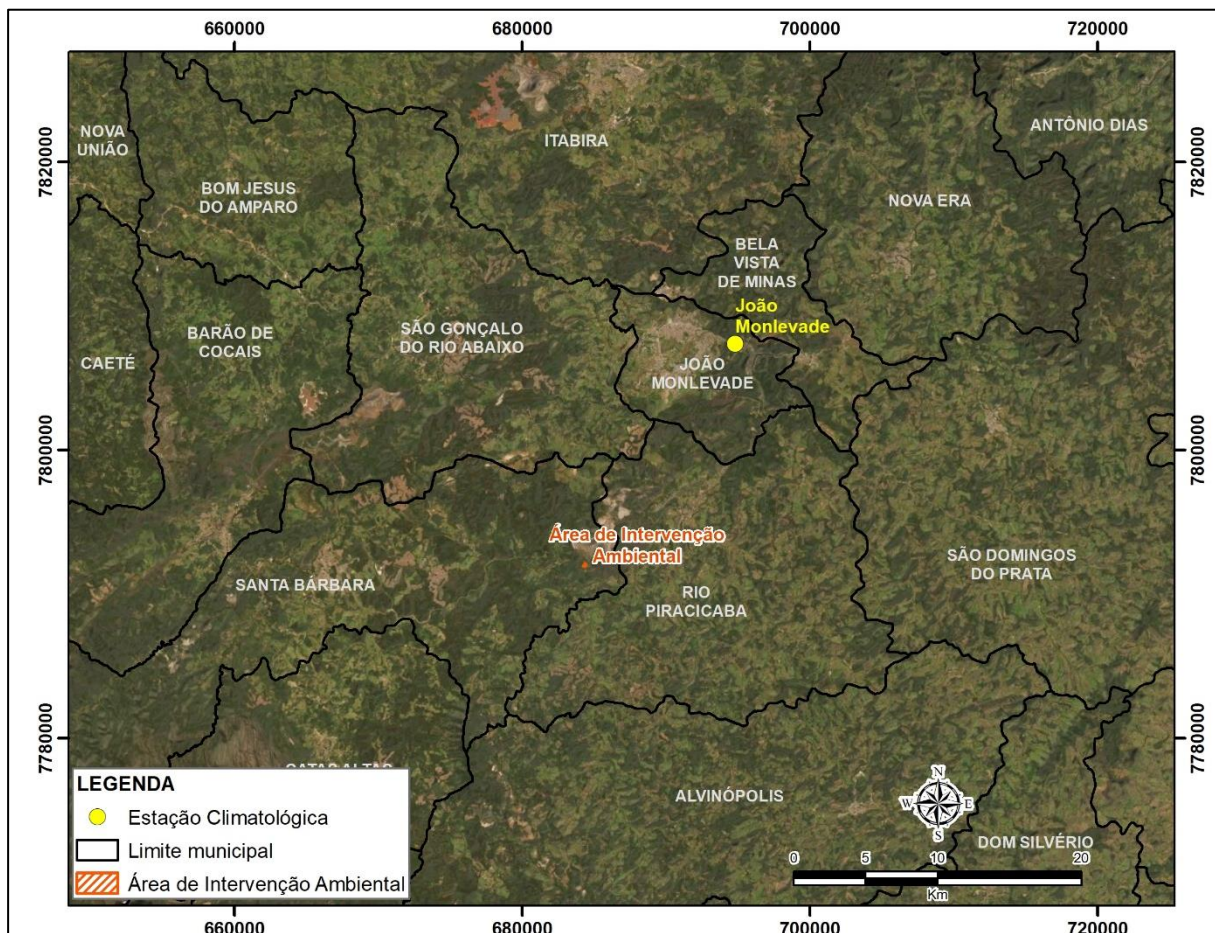 660000
680000
700000
720000
NOVA
UNIÃO
ITABIRA
ANTÔNIO DIAS
7820000
7820000
BOM JESUS
DO AMPARO
NOVA ERA
BELA
VISTA
DE MINAS
João
Monlevade
BARÃO DE
COCAIS
SÃO GONÇALO
DO RIO ABAIXO
CAETÉ
JOÃO
MONLEVADE
7800000
7800000
Área de Intervenção
Ambiental
SÃO DOMINGOS
DO PRATA
SANTA BÁRBARA
RIO
PIRACICABA
7780000
7780000
CATAS ALTAS
LEGENDA
Estação Climatológica
Limite municipal
Área de Intervenção Ambiental
ALVINÓPOLIS
N
W E
S
DOM SILVÉRIO
0 5 10 20
Km
660000
680000
700000
720000